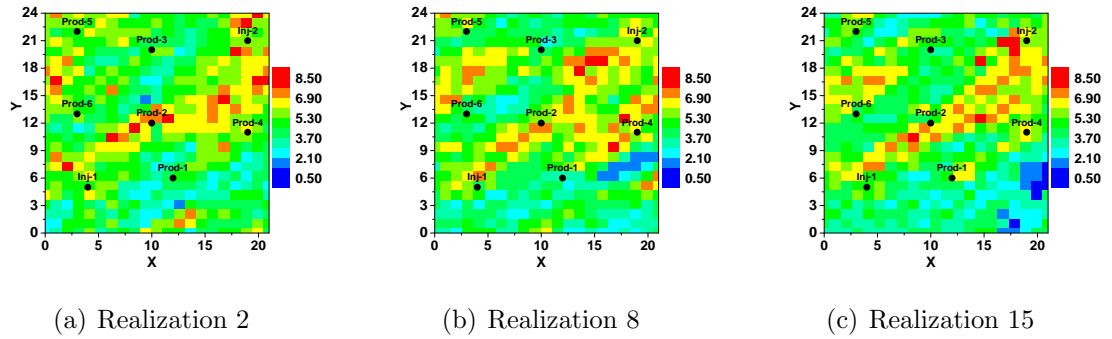 24
21
18
15
12
9
6
3
0
Y
Prod-5
Prod-3
Inj-2
Prod-6
Prod-2
Prod-4
Prod-1
Inj-1
0 5 10 15 20
X
8.50
6.90
5.30
3.70
2.10
0.50
(a) Realization 2
24
21
18
15
12
9
6
3
0
Y
Prod-5
Prod-3
Inj-2
Prod-6
Prod-2
Prod-4
Prod-1
Inj-1
0 5 10 15 20
X
8.50
6.90
5.30
3.70
2.10
0.50
(b) Realization 8
24
21
18
15
12
9
6
3
0
Y
Prod-5
Prod-3
Inj-2
Prod-6
Prod-2
Prod-4
Prod-1
Inj-1
0 5 10 15 20
X
8.50
6.90
5.30
3.70
2.10
0.50
(c) Realization 15